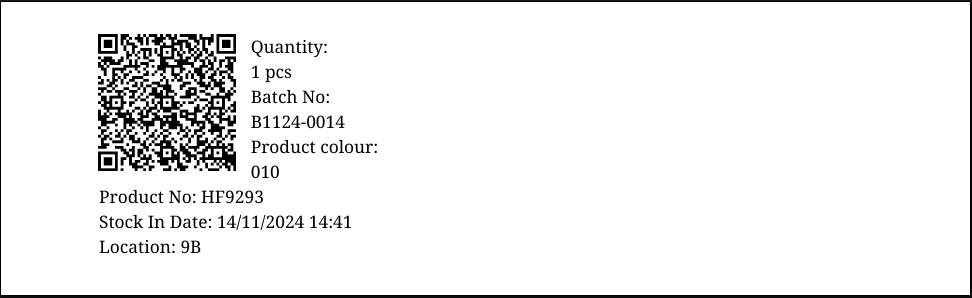 Quantity:
1 pcs
Batch No:
B1124-0014
Product colour:
010
Product No: HF9293
Stock In Date: 14/11/2024 14:41
Location: 9B